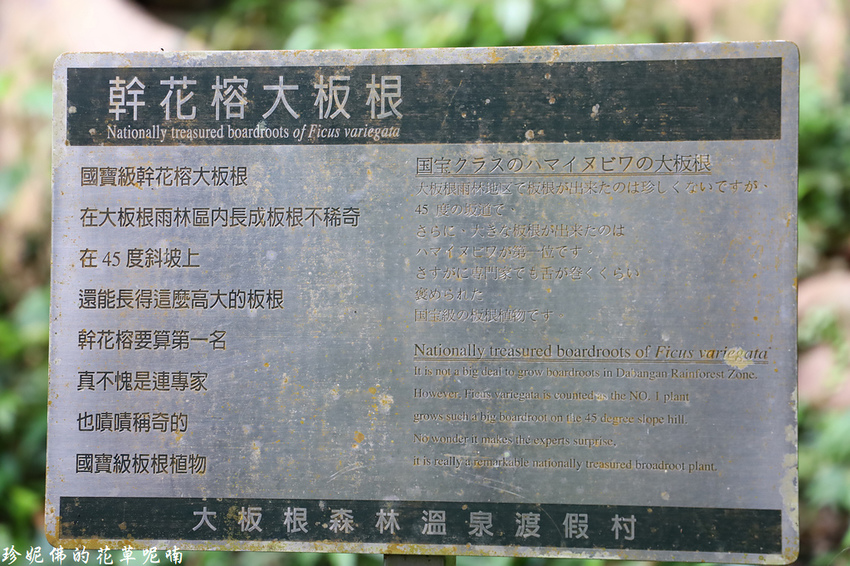 幹花榕大板根
Nationally treasured boardroots of Ficus variegata
國寶級幹花榕大板根
在大板根雨林區內長成板根不稀奇
在 45 度斜坡上
還能長得這麼高大的板根
幹花榕要算第一名
真不愧是連專家
也嘖嘖稱奇的
國寶級板根植物
国宝クラスのハマイヌビワの大板根
大板根雨林地区で板根が出来たのは珍しくないですが、
45 度の坂道で、
さらに、大きな板根が出来たのは
ハマイヌビワが第一位です。
さすがに専門家でも舌が巻くくらい
褒められた
国宝級の板根植物です。
Nationally treasured boardroots of Ficus variegata
It is not a big deal to grow boardroots in Da'bangan Rainforest Zone.
However, Ficus variegata is counted as the NO. 1 plant
grows such a big boardroot on the 45 degree slope hill.
No wonder it makes the experts surprise,
it is really a remarkable nationally treasured broadroot plant.
大板根森林溫泉渡假村
珍妮佛的花草呢喃